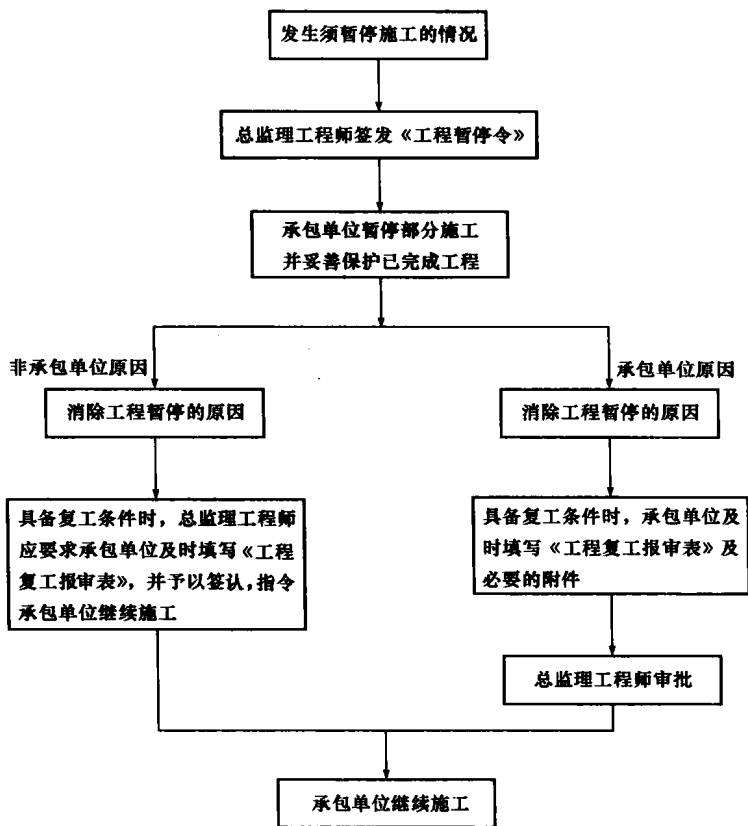 发生须暂停施工的情况
总监理工程师签发《工程暂停令》
承包单位暂停部分施工
并妥善保护已完成工程
非承包单位原因
承包单位原因
消除工程暂停的原因
消除工程暂停的原因
具备复工条件时，总监理工程师
应要求承包单位及时填写《工程
复工报审表》，并予以签认，指令
承包单位继续施工
具备复工条件时，承包单位及
时填写《工程复工报审表》及
必要的附件
总监理工程师审批
承包单位继续施工